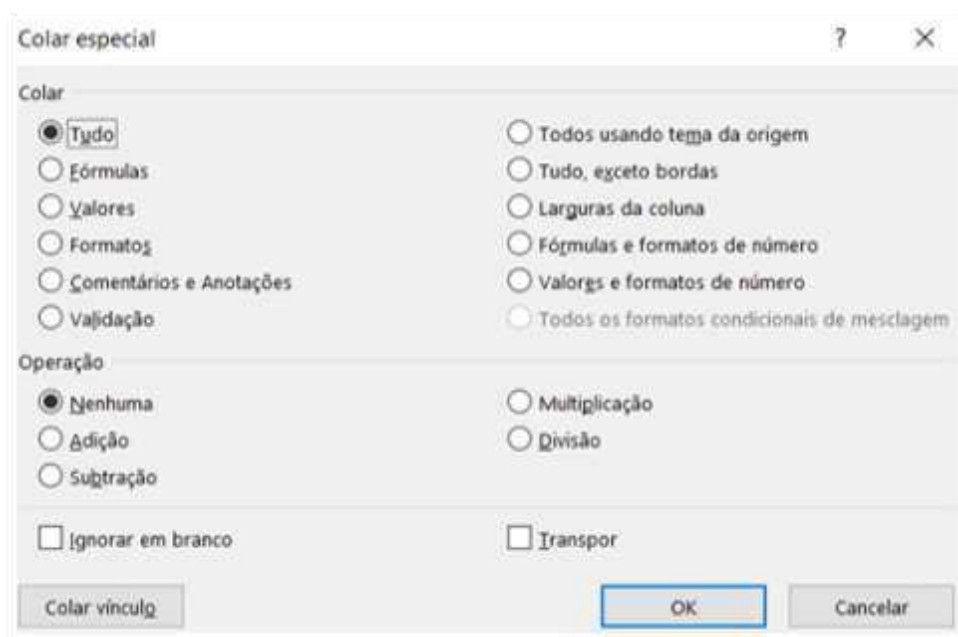 Colar especial ? ×
Colar
Tudo Todos usando tema da origem
Fórmulas Tudo, exceto bordas
Valores Larguras da coluna
Formatos Fórmulas e formatos de número
Comentários e Anotações Valores e formatos de número
Validação Todos os formatos condicionais de mesclagem
Operação
Nenhuma Multiplicação
Adição Divisão
Subtração
Ignorar em branco Transpor
Colar vínculo OK Cancelar